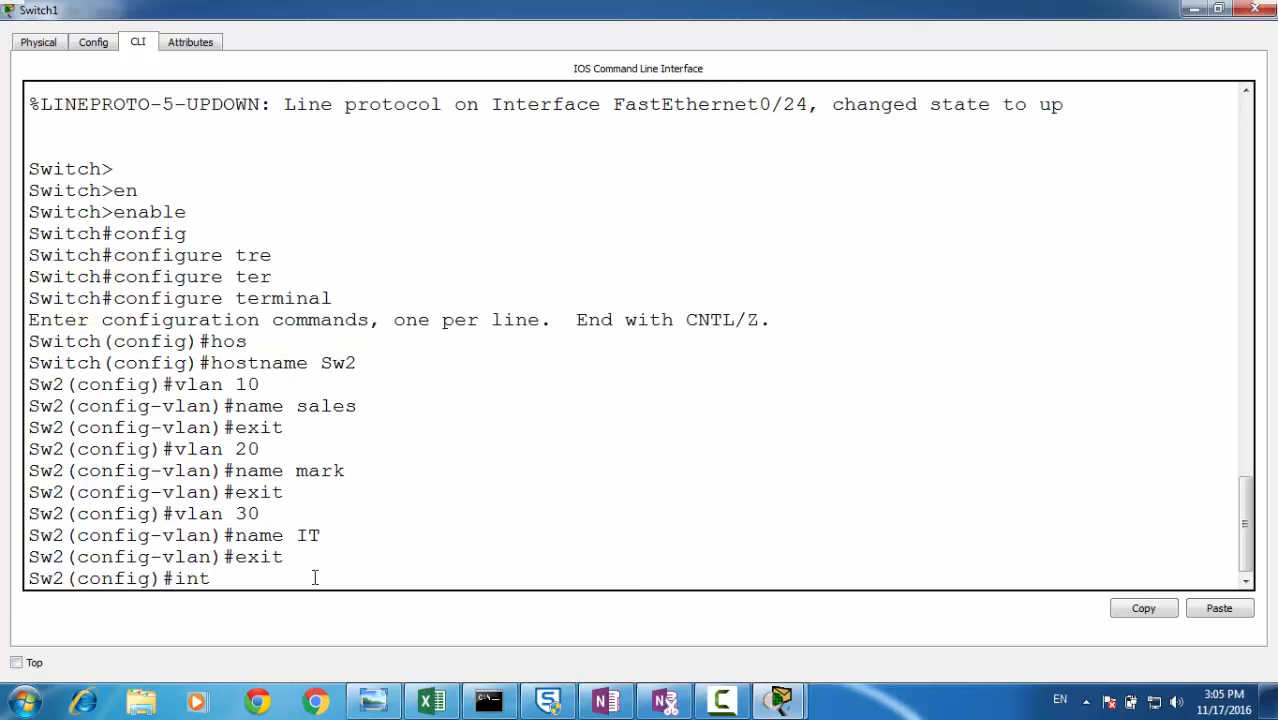 Switch1
Physical Config CLI Attributes
IOS Command Line Interface
%LINEPROTO-5-UPDOWN: Line protocol on Interface FastEthernet0/24, changed state to up
Switch>
Switch>en
Switch>enable
Switch#config
Switch#configure tre
Switch#configure ter
Switch#configure terminal
Enter configuration commands, one per line.  End with CNTL/Z.
Switch(config)#hos
Switch(config)#hostname Sw2
Sw2(config)#vlan 10
Sw2(config-vlan)#name sales
Sw2(config-vlan)#exit
Sw2(config)#vlan 20
Sw2(config-vlan)#name mark
Sw2(config-vlan)#exit
Sw2(config)#vlan 30
Sw2(config-vlan)#name IT
Sw2(config-vlan)#exit
Sw2(config)#int
Copy Paste
Top
EN 3:05 PM
11/17/2016